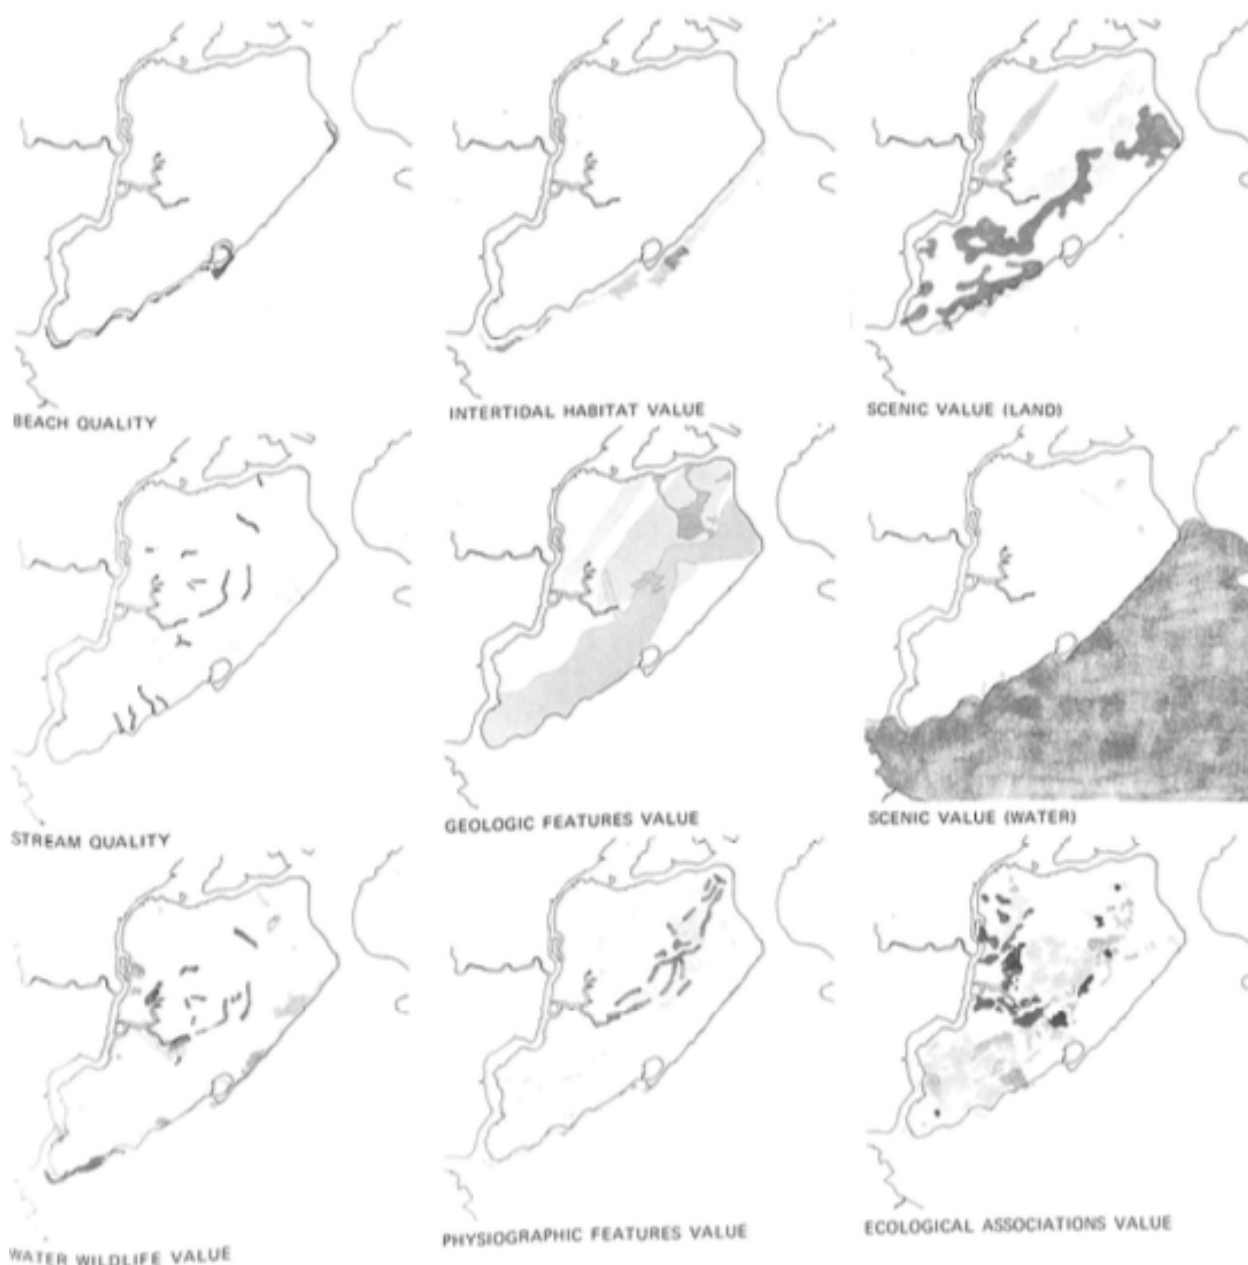 BEACH QUALITY
INTERTIDAL HABITAT VALUE
SCENIC VALUE (LAND)
STREAM QUALITY
GEOLOGIC FEATURES VALUE
SCENIC VALUE (WATER)
WATER WILDLIFE VALUE
PHYSIOGRAPHIC FEATURES VALUE
ECOLOGICAL ASSOCIATIONS VALUE